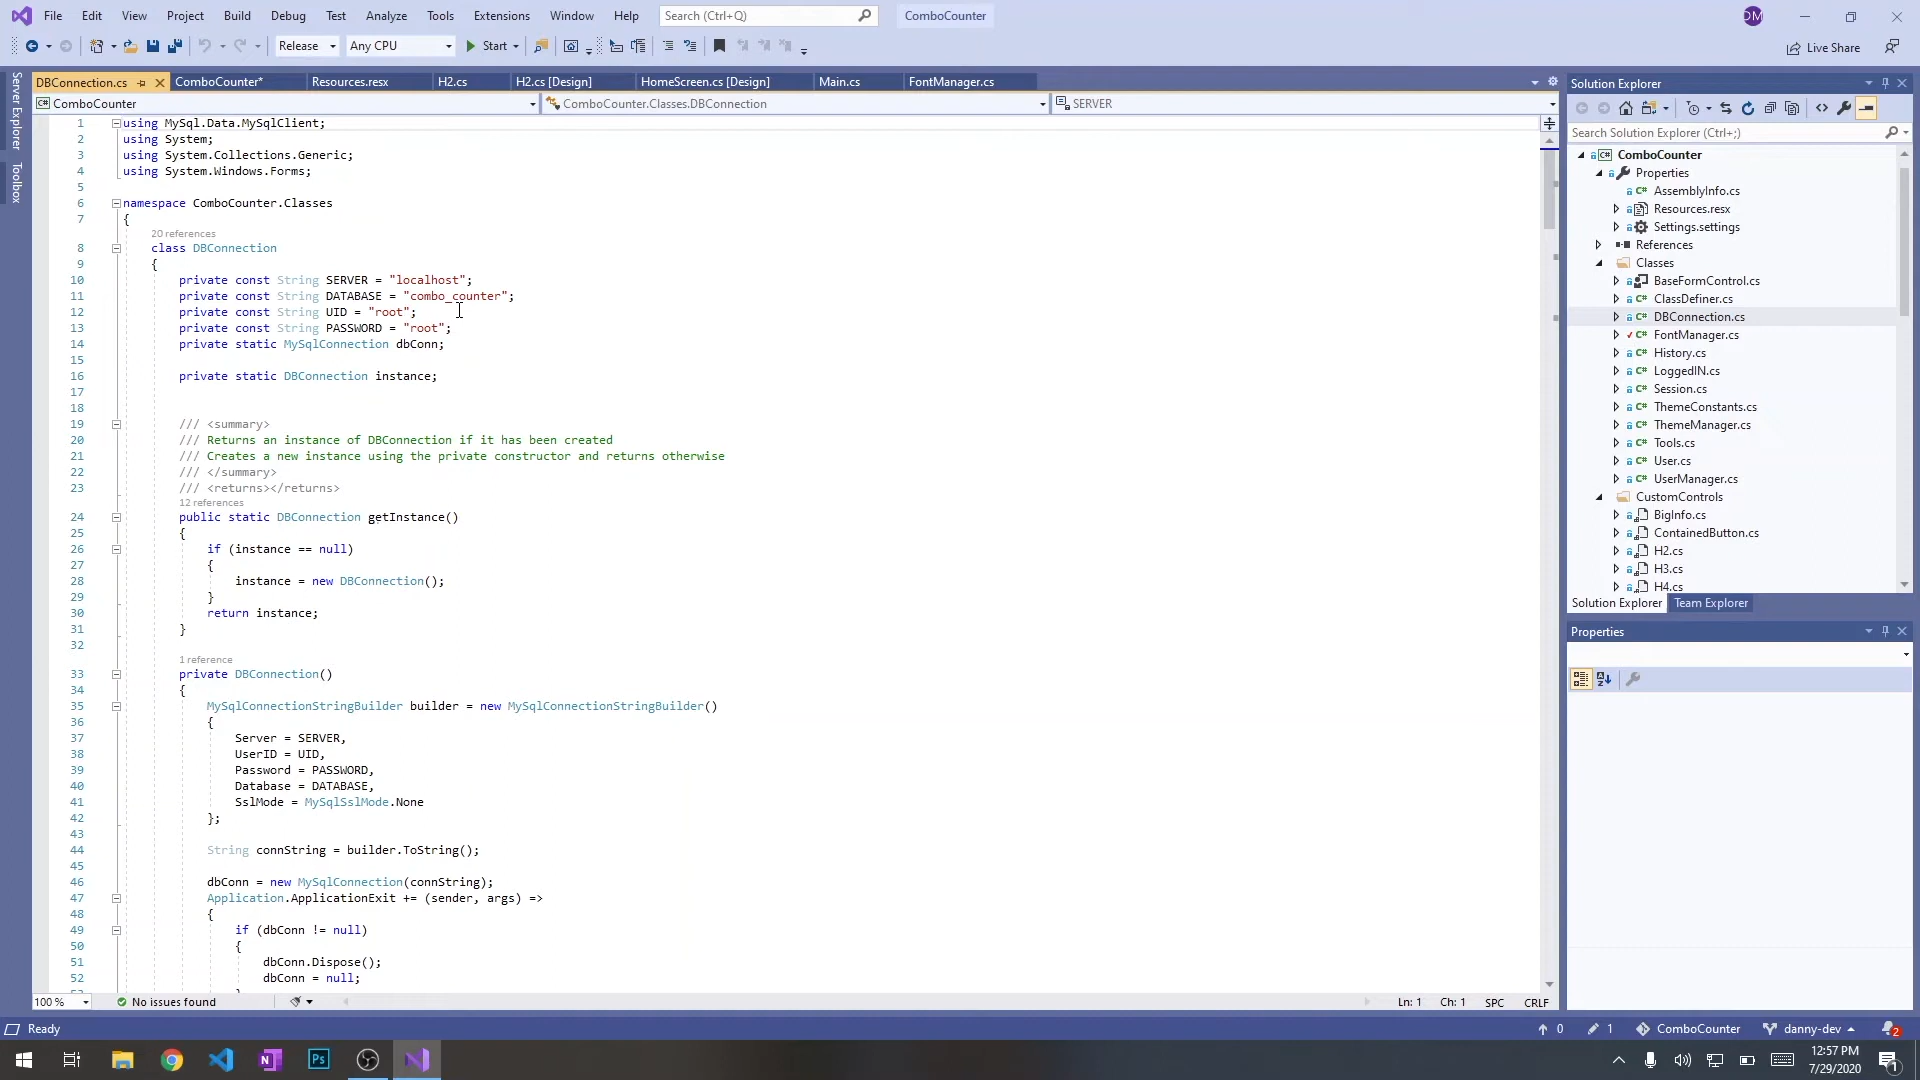 File Edit View Project Build Debug Test Analyze Tools Extensions Window Help Search (Ctrl+Q) ComboCounter DM
Release Any CPU Start Live Share
Server Explorer
Toolbox
DBConnection.cs ComboCounter* Resources.resx H2.cs H2.cs [Design] HomeScreen.cs [Design] Main.cs FontManager.cs
ComboCounter ComboCounter.Classes.DBConnection SERVER
1 using MySql.Data.MySqlClient;
2 using System;
3 using System.Collections.Generic;
4 using System.Windows.Forms;
5
6 namespace ComboCounter.Classes
7 {
20 references
8 class DBConnection
9 {
10 private const String SERVER = "localhost";
11 private const String DATABASE = "combo_counter";
12 private const String UID = "root";
13 private const String PASSWORD = "root";
14 private static MySqlConnection dbConn;
15
16 private static DBConnection instance;
17
18
19 /// <summary>
20 /// Returns an instance of DBConnection if it has been created
21 /// Creates a new instance using the private constructor and returns otherwise
22 /// </summary>
23 /// <returns></returns>
12 references
24 public static DBConnection getInstance()
25 {
26 if (instance == null)
27 {
28 instance = new DBConnection();
29 }
30 return instance;
31 }
32
1 reference
33 private DBConnection()
34 {
35 MySqlConnectionStringBuilder builder = new MySqlConnectionStringBuilder()
36 {
37 Server = SERVER,
38 UserID = UID,
39 Password = PASSWORD,
40 Database = DATABASE,
41 SslMode = MySqlSslMode.None
42 };
43
44 String connString = builder.ToString();
45
46 dbConn = new MySqlConnection(connString);
47 Application.ApplicationExit += (sender, args) =>
48 {
49 if (dbConn != null)
50 {
51 dbConn.Dispose();
52 dbConn = null;
100 % No issues found Ln: 1 Ch: 1 SPC CRLF
Solution Explorer
Search Solution Explorer (Ctrl+;)
ComboCounter
Properties
AssemblyInfo.cs
Resources.resx
Settings.settings
References
Classes
BaseFormControl.cs
ClassDefiner.cs
DBConnection.cs
FontManager.cs
History.cs
LoggedIN.cs
Session.cs
ThemeConstants.cs
ThemeManager.cs
Tools.cs
User.cs
UserManager.cs
CustomControls
BigInfo.cs
ContainedButton.cs
H2.cs
H3.cs
H4.cs
Solution Explorer Team Explorer
Properties
Ready 0 1 ComboCounter danny-dev 2
12:57 PM
7/29/2020
1